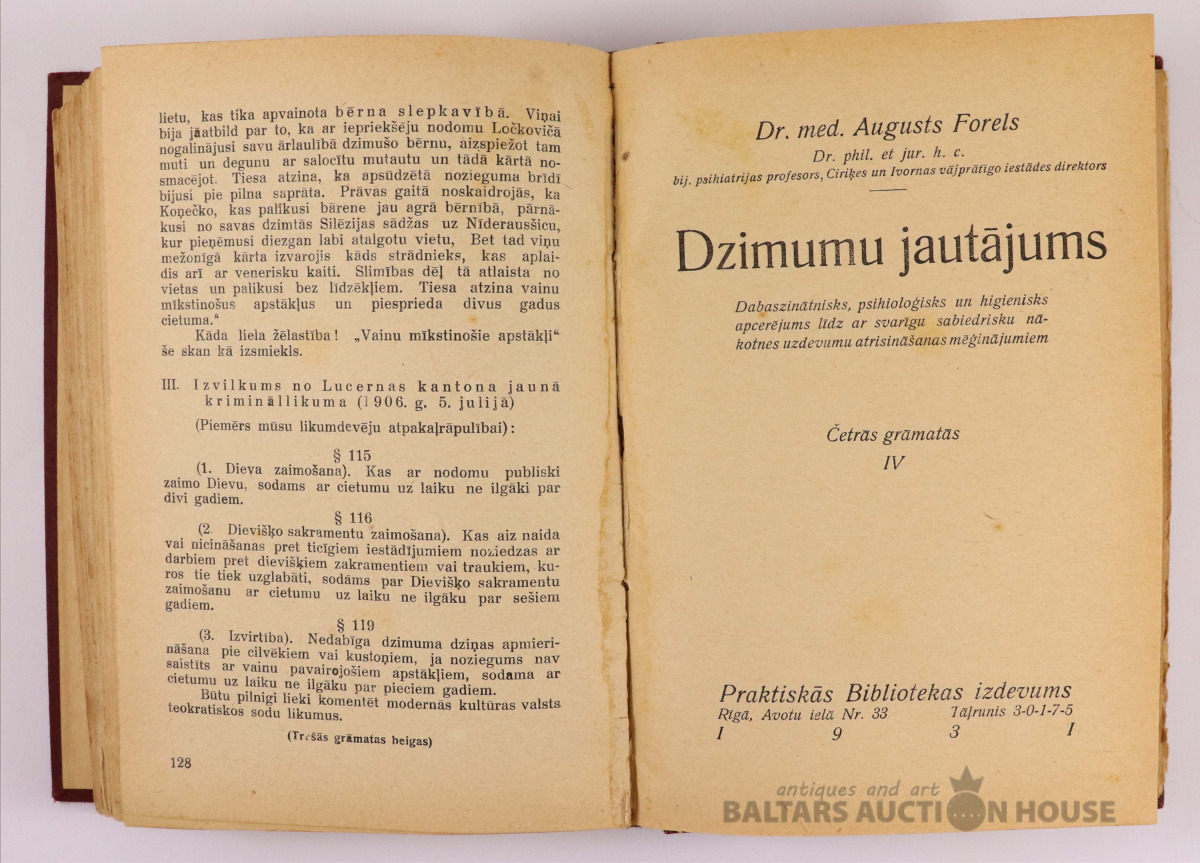 lietu, kas tika apvainota bērna slepkavībā. Viņai
bija jāatbild par to, ka ar iepriekšēju nodomu Ločkovičā
nogalinājusi savu ārlaulībā dzimušo bērnu, aizspiežot tam
muti un degunu ar salocītu mutautu un tādā kārtā no-
smacējot. Tiesa atzina, ka apsūdzētā nozieguma brīdī
bijusi pie pilna saprāta. Prāvas gaitā noskaidrojās, ka
Koņečko, kas palikusi bārene jau agrā bērnībā, pārnā-
kusi no savas dzimtās Silēzijas sādžas uz Nīderausšicu,
kur pieņēmusi diezgan labi atalgotu vietu, Bet tad viņu
mežonīgā kārta izvarojis kāds strādnieks, kas aplai-
dis arī ar venerisku kaiti. Slimības dēļ tā atlaista no
vietas un palikusi bez līdzēkļiem. Tiesa atzina vainu
mīkstinošus apstākļus un piesprieda divus gadus
cietuma.“
Kāda liela žēlastība! „Vainu mīkstinošie apstākļi“
še skan kā izsmiekls.
III. Izvilkums no Lucernas kantona jaunā
krimināllikuma (1906. g. 5. julijā)
(Piemērs mūsu likumdevēju atpakaļrāpulībai):
§ 115
(1. Dieva zaimošana). Kas ar nodomu publiski
zaimo Dievu, sodams ar cietumu uz laiku ne ilgāki par
divi gadiem.
§ 116
(2. Dievišķo sakramentu zaimošana). Kas aiz naida
vai nicināšanas pret ticīgiem iestādījumiem noziedzas ar
darbiem pret dievišķiem zakramentiem vai traukiem, ku-
ros tie tiek uzglabāti, sodāms par Dievišķo sakramentu
zaimošanu ar cietumu uz laiku ne ilgāku par sešiem
gadiem.
§ 119
(3. Izvirtība). Nedabīga dzimuma dziņas apmieri-
nāšana pie cilvēkiem vai kustoņiem, ja noziegums nav
saistīts ar vainu pavairojošiem apstākļiem, sodama ar
cietumu uz laiku ne ilgāku par pieciem gadiem.
Būtu pilnigi lieki komentēt modernās kultūras valsts
teokratiskos sodu likumus.
(Trešās grāmatas beigas)
128
Dr. med. Augusts Forels
Dr. phil. et jur. h. c.
bij. psihiatrijas profesors, Ciriķes un Ivornas vājprātīgo iestādes direktors
Dzimumu jautājums
Dabaszinātnisks, psihioloģisks un higienisks
apcerējums līdz ar svarīgu sabiedrisku nā-
kotnes uzdevumu atrisināšanas mēģinājumiem
Četrās grāmatās
IV
Praktiskās Bibliotekas izdevums
Rīgā, Avotu ielā Nr. 33 Tāļrunis 3-0-1-7-5
I 9 3 I
antiques and art
BALTARS AUCTION HOUSE